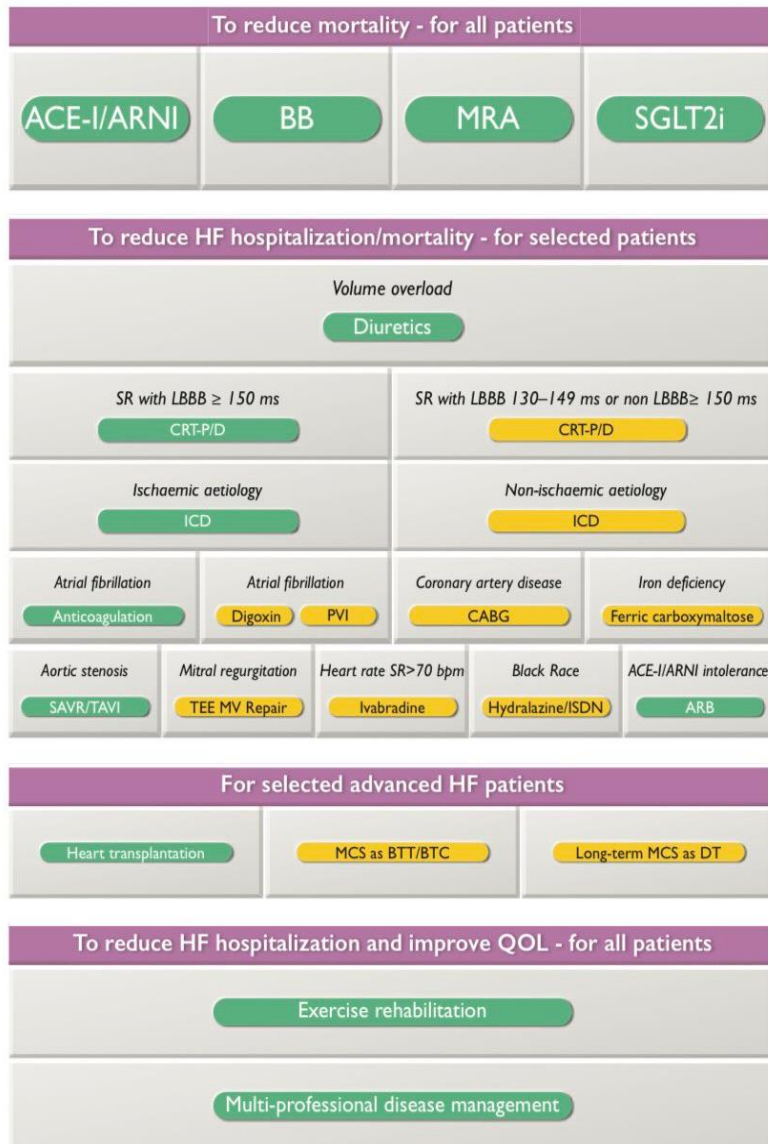 To reduce mortality - for all patients
ACE-I/ARNI
BB
MRA
SGLT2i
To reduce HF hospitalization/mortality - for selected patients
Volume overload
Diuretics
SR with LBBB ≥ 150 ms
CRT-P/D
SR with LBBB 130–149 ms or non LBBB≥ 150 ms
CRT-P/D
Ischaemic aetiology
ICD
Non-ischaemic aetiology
ICD
Atrial fibrillation
Anticoagulation
Atrial fibrillation
Digoxin
PVI
Coronary artery disease
CABG
Iron deficiency
Ferric carboxymaltose
Aortic stenosis
SAVR/TAVI
Mitral regurgitation
TEE MV Repair
Heart rate SR>70 bpm
Ivabradine
Black Race
Hydralazine/ISDN
ACE-I/ARNI intolerance
ARB
For selected advanced HF patients
Heart transplantation
MCS as BTT/BTC
Long-term MCS as DT
To reduce HF hospitalization and improve QOL - for all patients
Exercise rehabilitation
Multi-professional disease management